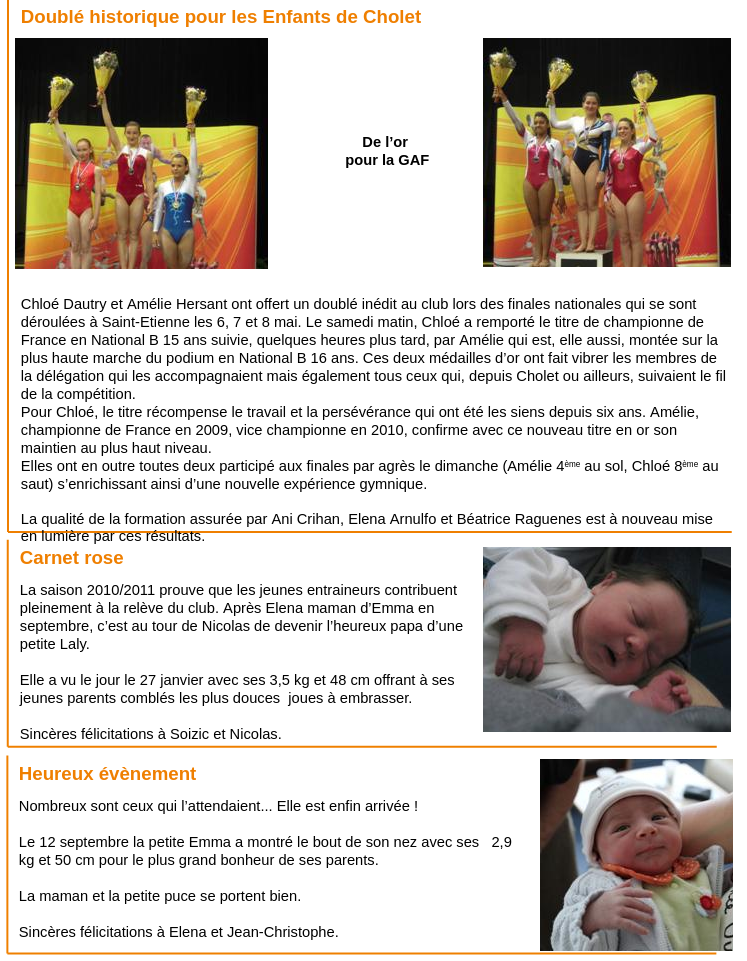 Doublé historique pour les Enfants de Cholet
De l’or
pour la GAF
Chloé Dautry et Amélie Hersant ont offert un doublé inédit au club lors des finales nationales qui se sont
déroulées à Saint-Etienne les 6, 7 et 8 mai. Le samedi matin, Chloé a remporté le titre de championne de
France en National B 15 ans suivie, quelques heures plus tard, par Amélie qui est, elle aussi, montée sur la
plus haute marche du podium en National B 16 ans. Ces deux médailles d’or ont fait vibrer les membres de
la délégation qui les accompagnaient mais également tous ceux qui, depuis Cholet ou ailleurs, suivaient le fil
de la compétition.
Pour Chloé, le titre récompense le travail et la persévérance qui ont été les siens depuis six ans. Amélie,
championne de France en 2009, vice championne en 2010, confirme avec ce nouveau titre en or son
maintien au plus haut niveau.
Elles ont en outre toutes deux participé aux finales par agrès le dimanche (Amélie 4ème au sol, Chloé 8ème au
saut) s’enrichissant ainsi d’une nouvelle expérience gymnique.
La qualité de la formation assurée par Ani Crihan, Elena Arnulfo et Béatrice Raguenes est à nouveau mise
en lumière par ces résultats.
Carnet rose
La saison 2010/2011 prouve que les jeunes entraineurs contribuent
pleinement à la relève du club. Après Elena maman d’Emma en
septembre, c’est au tour de Nicolas de devenir l’heureux papa d’une
petite Laly.
Elle a vu le jour le 27 janvier avec ses 3,5 kg et 48 cm offrant à ses
jeunes parents comblés les plus douces  joues à embrasser.
Sincères félicitations à Soizic et Nicolas.
Heureux évènement
Nombreux sont ceux qui l’attendaient... Elle est enfin arrivée !
Le 12 septembre la petite Emma a montré le bout de son nez avec ses   2,9
kg et 50 cm pour le plus grand bonheur de ses parents.
La maman et la petite puce se portent bien.
Sincères félicitations à Elena et Jean-Christophe.